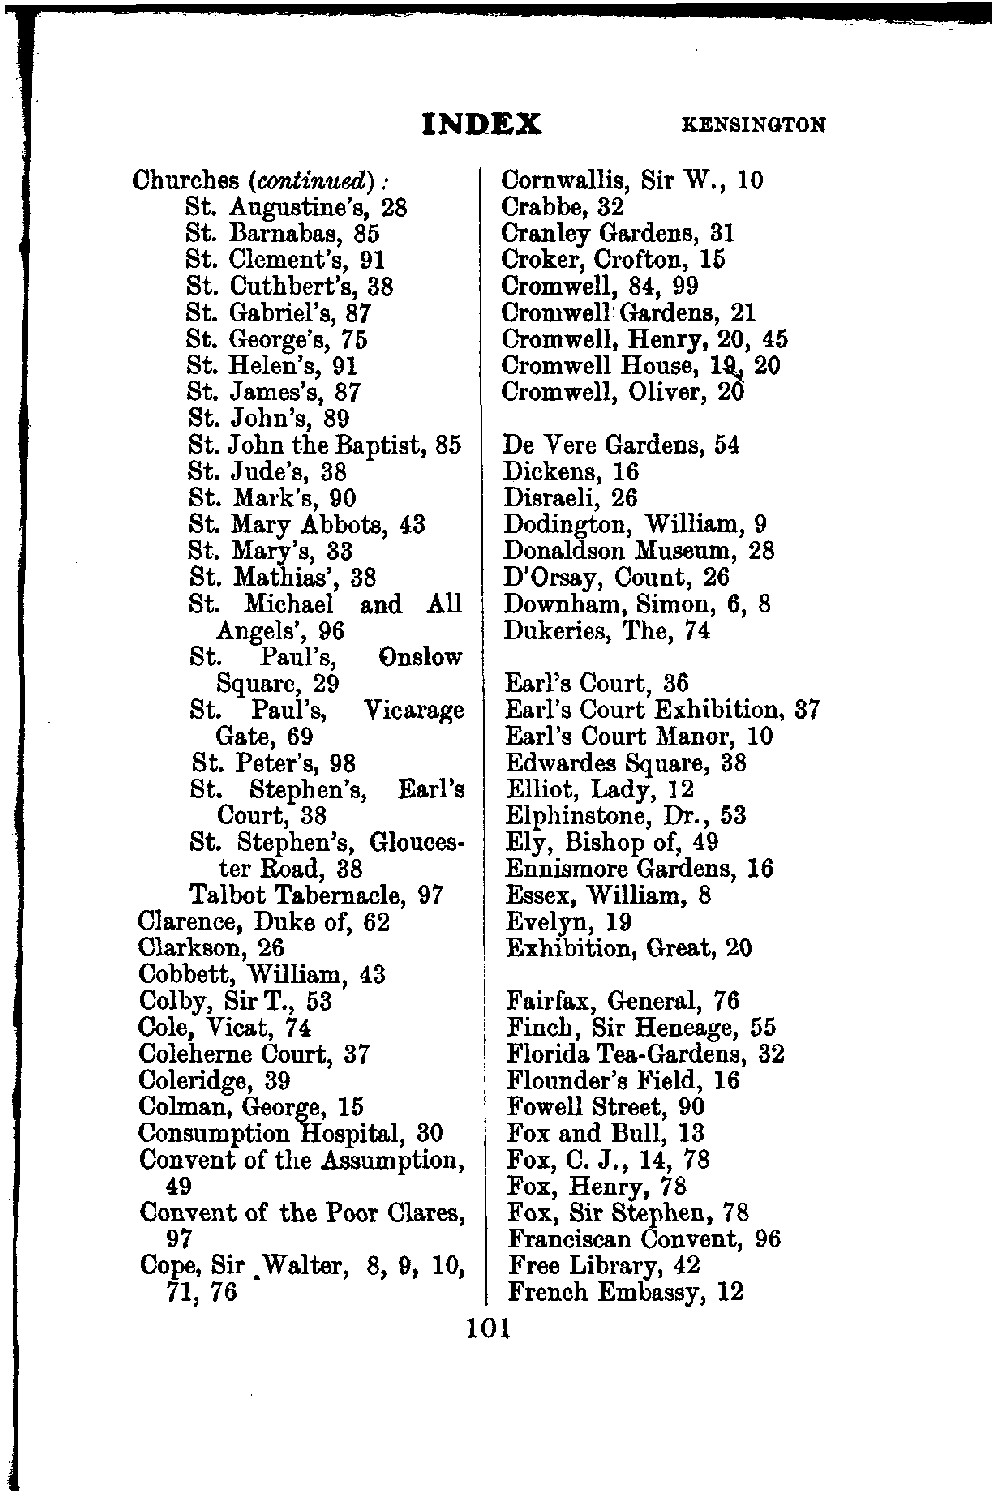 INDEX KENSINGTON
Churches (continued) :
St. Augustine's, 28
St. Barnabas, 85
St. Clement's, 91
St. Cuthbert's, 38
St. Gabriel's, 87
St. George's, 75
St. Helen's, 91
St. James's, 87
St. John's, 89
St. John the Baptist, 85
St. Jude's, 38
St. Mark's, 90
St. Mary Abbots, 43
St. Mary's, 33
St. Mathias', 38
St. Michael and All
Angels', 96
St. Paul's, Onslow
Square, 29
St. Paul's, Vicarage
Gate, 69
St. Peter's, 98
St. Stephen's, Earl's
Court, 38
St. Stephen's, Glouces-
ter Road, 38
Talbot Tabernacle, 97
Clarence, Duke of, 62
Clarkson, 26
Cobbett, William, 43
Colby, Sir T., 53
Cole, Vicat, 74
Coleherne Court, 37
Coleridge, 39
Colman, George, 15
Consumption Hospital, 30
Convent of the Assumption,
49
Convent of the Poor Clares,
97
Cope, Sir Walter, 8, 9, 10,
71, 76
Cornwallis, Sir W., 10
Crabbe, 32
Cranley Gardens, 31
Croker, Crofton, 15
Cromwell, 84, 99
Cromwell Gardens, 21
Cromwell, Henry, 20, 45
Cromwell House, 19, 20
Cromwell, Oliver, 20
De Vere Gardens, 54
Dickens, 16
Disraeli, 26
Dodington, William, 9
Donaldson Museum, 28
D'Orsay, Count, 26
Downham, Simon, 6, 8
Dukeries, The, 74
Earl's Court, 36
Earl's Court Exhibition, 37
Earl's Court Manor, 10
Edwardes Square, 38
Elliot, Lady, 12
Elphinstone, Dr., 53
Ely, Bishop of, 49
Ennismore Gardens, 16
Essex, William, 8
Evelyn, 19
Exhibition, Great, 20
Fairfax, General, 76
Finch, Sir Heneage, 55
Florida Tea-Gardens, 32
Flounder's Field, 16
Fowell Street, 90
Fox and Bull, 13
Fox, C. J., 14, 78
Fox, Henry, 78
Fox, Sir Stephen, 78
Franciscan Convent, 96
Free Library, 42
French Embassy, 12
101